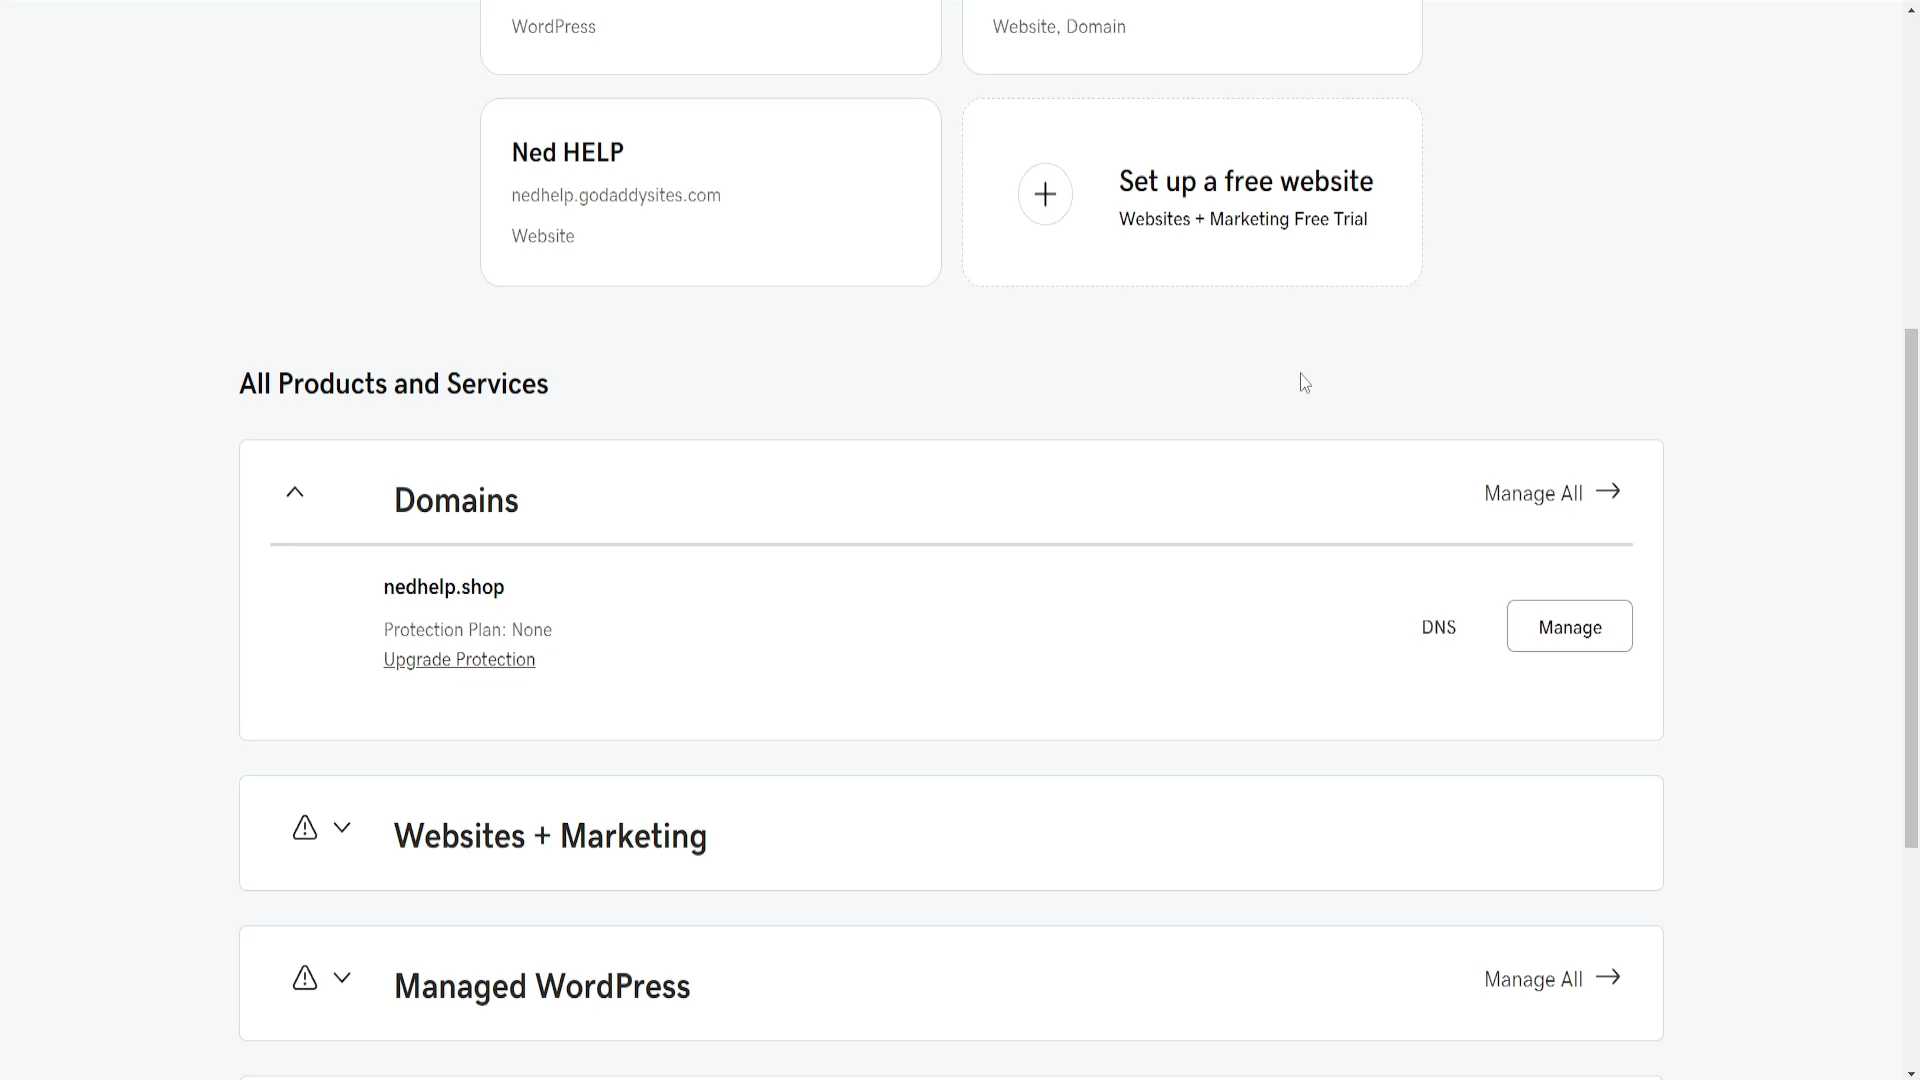 WordPress
Website, Domain
Ned HELP
nedhelp.godaddysites.com
Website
Set up a free website
Websites + Marketing Free Trial
All Products and Services
Domains
Manage All
nedhelp.shop
Protection Plan: None
Upgrade Protection
DNS
Manage
Websites + Marketing
Managed WordPress
Manage All